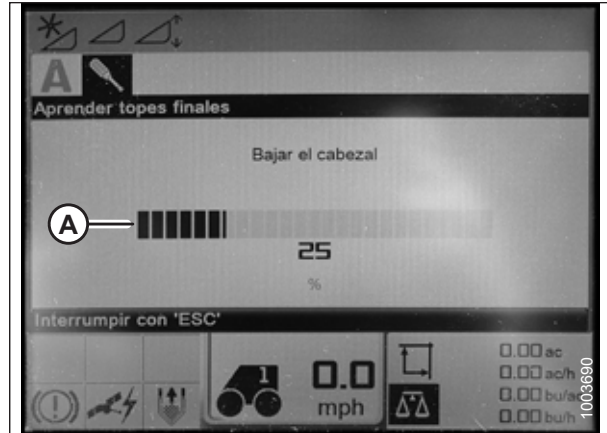 A
Aprender topes finales
Bajar el cabezal
A
25
%
Interrumpir con 'ESC'
1
0.0
mph
0.00 ac
0.00 ac/h
0.00 bu/ac
0.00 bu/h
1003690